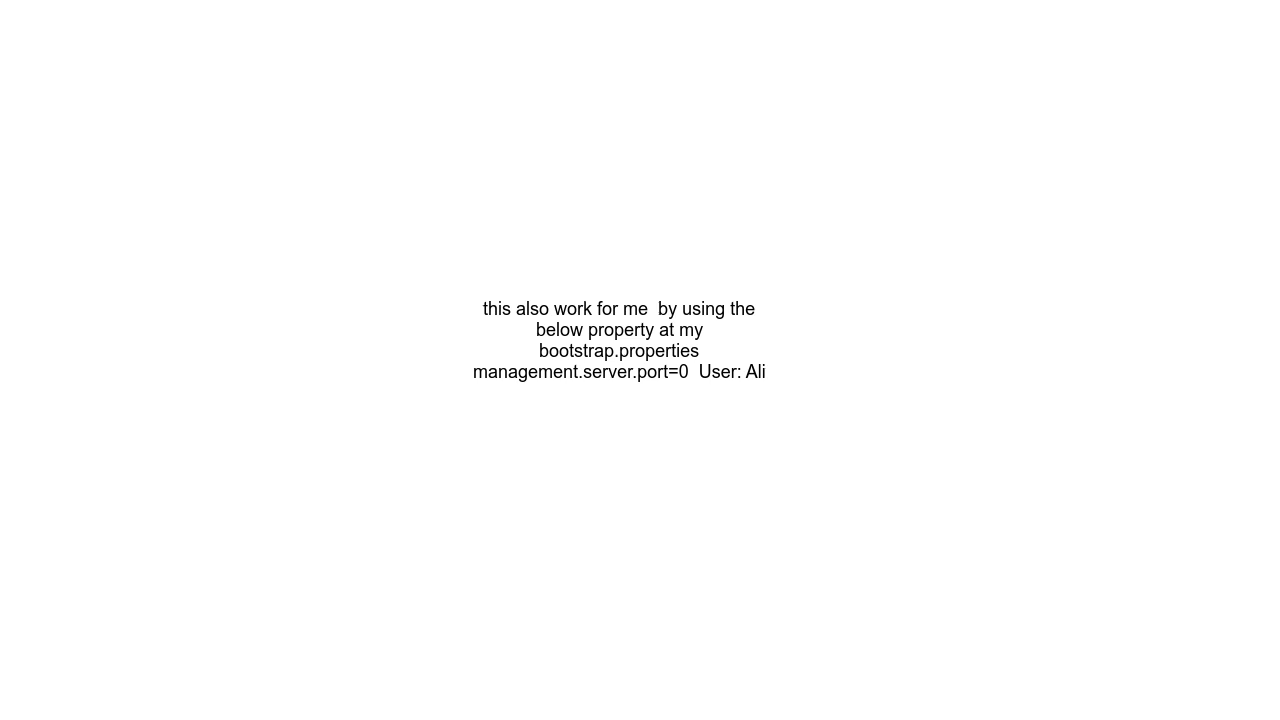 this also work for me  by using the
below property at my
bootstrap.properties
management.server.port=0  User: Ali